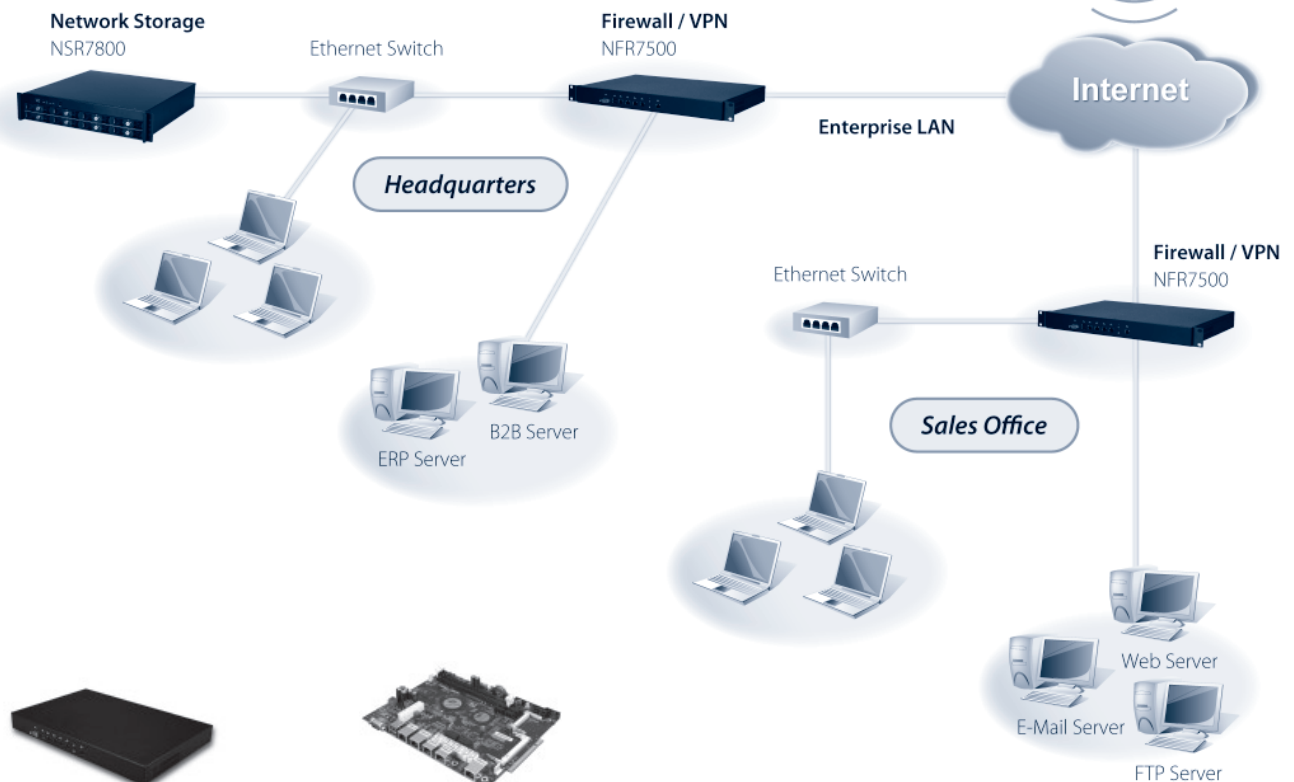 Network Storage
NSR7800
Ethernet Switch
Firewall / VPN
NFR7500
Internet
Enterprise LAN
Headquarters
Firewall / VPN
NFR7500
Ethernet Switch
Sales Office
B2B Server
ERP Server
Web Server
E-Mail Server
FTP Server